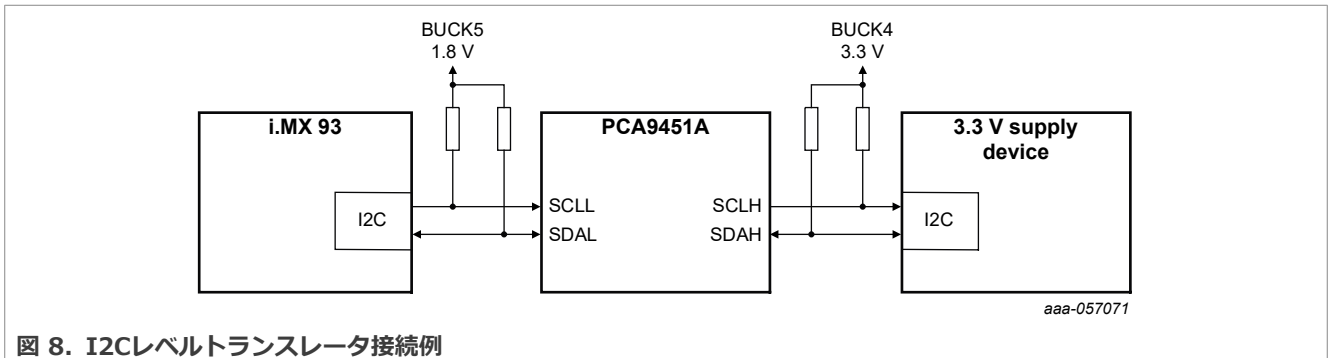 BUCK5
1.8 V
BUCK4
3.3 V
i.MX 93
PCA9451A
3.3 V supply
device
I2C
SCLL
SDAL
SCLH
SDAH
I2C
aaa-057071
図 8. I2Cレベルトランスレータ接続例